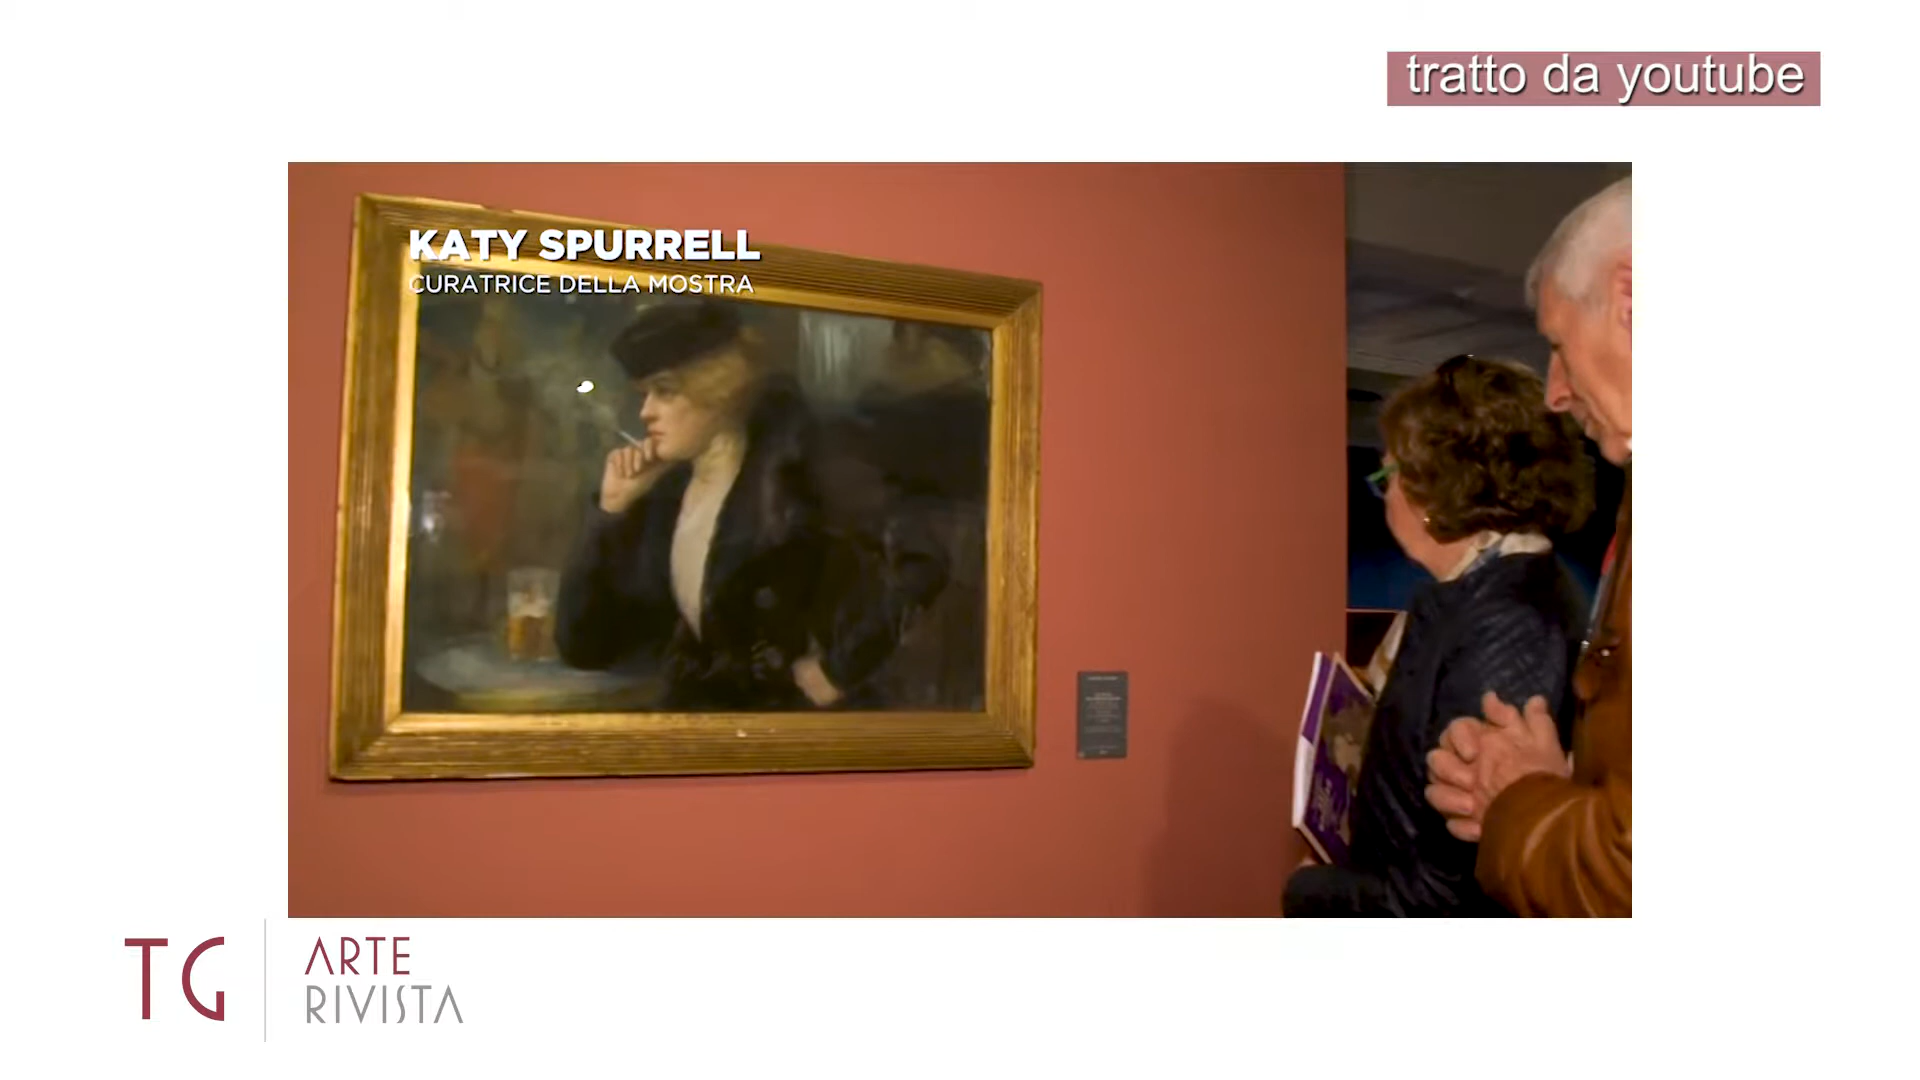 tratto da youtube
KATY SPURRELL
CURATRICE DELLA MOSTRA
TG
ARTE
RIVISTA